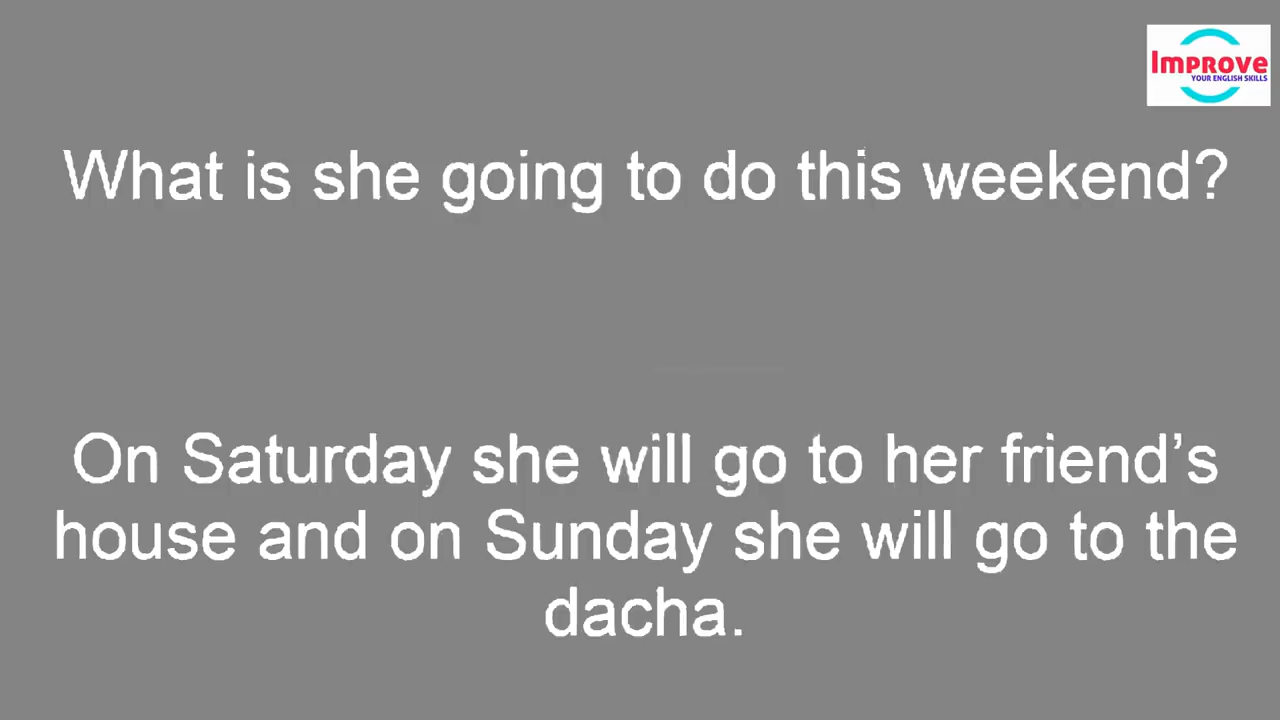 Improve
YOUR ENGLISH SKILLS
What is she going to do this weekend?
On Saturday she will go to her friend’s
house and on Sunday she will go to the
dacha.